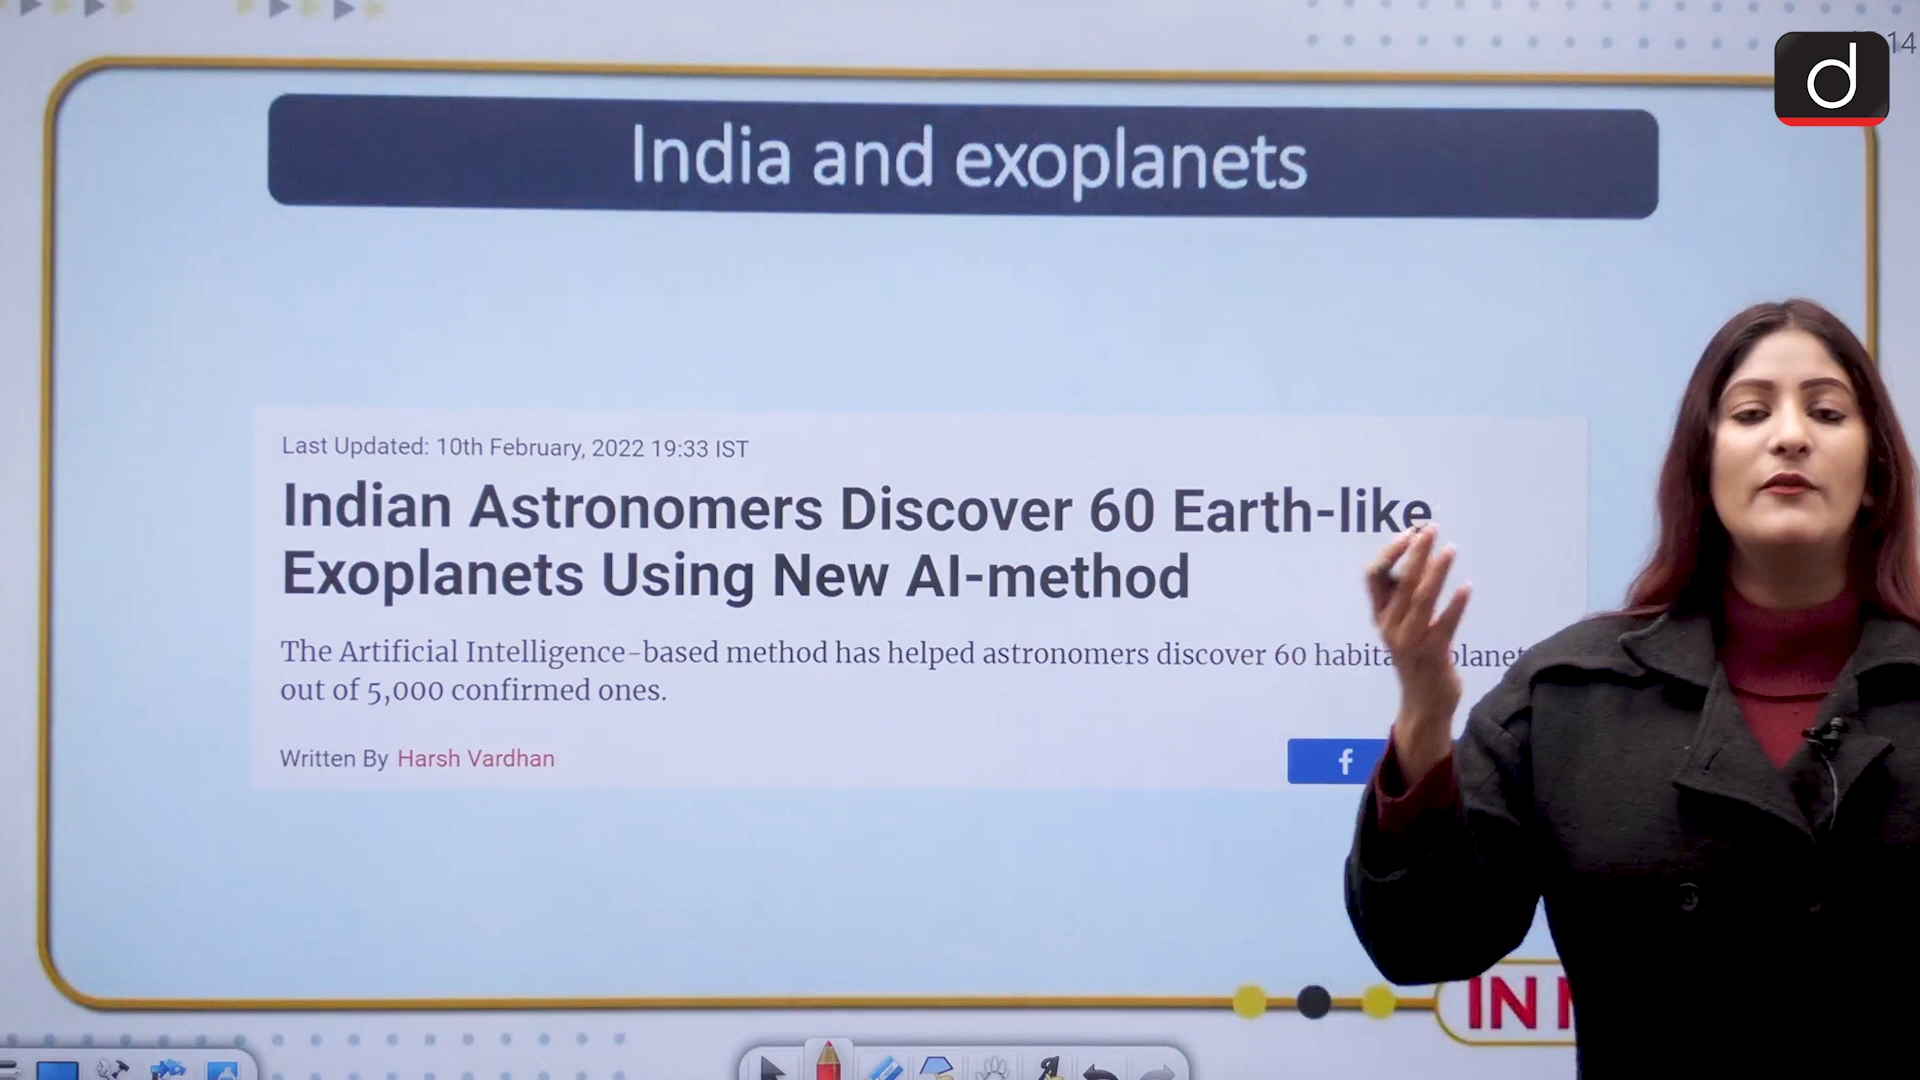 14
d
India and exoplanets
Last Updated: 10th February, 2022 19:33 IST
Indian Astronomers Discover 60 Earth-like
Exoplanets Using New AI-method
The Artificial Intelligence-based method has helped astronomers discover 60
out of 5,000 confirmed ones.
Written By Harsh Vardhan
f
IN